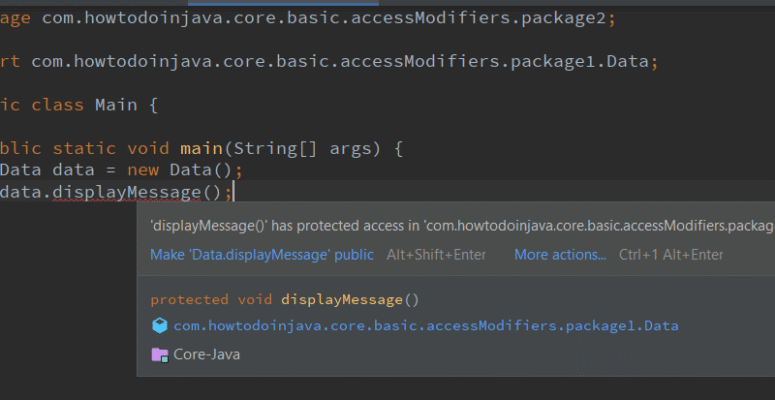 age com.howtodoinjava.core.basic.accessModifiers.package2;
rt com.howtodoinjava.core.basic.accessModifiers.package1.Data;
ic class Main {
blic static void main(String[] args) {
Data data = new Data();
data.displayMessage();
'displayMessage()' has protected access in 'com.howtodoinjava.core.basic.accessModifiers.packag
Make 'Data.displayMessage' public Alt+Shift+Enter More actions... Ctrl+1 Alt+Enter
protected void displayMessage()
com.howtodoinjava.core.basic.accessModifiers.package1.Data
Core-Java